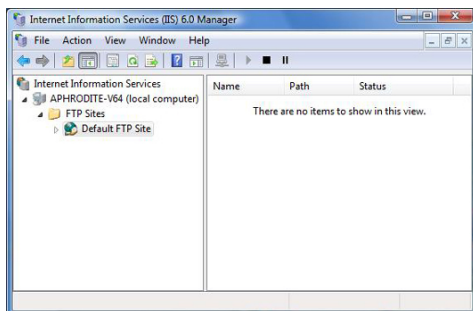 Internet Information Services (IIS) 6.0 Manager
File Action View Window Help
Internet Information Services
APHRODITE-V64 (local computer)
FTP Sites
Default FTP Site
Name Path Status
There are no items to show in this view.